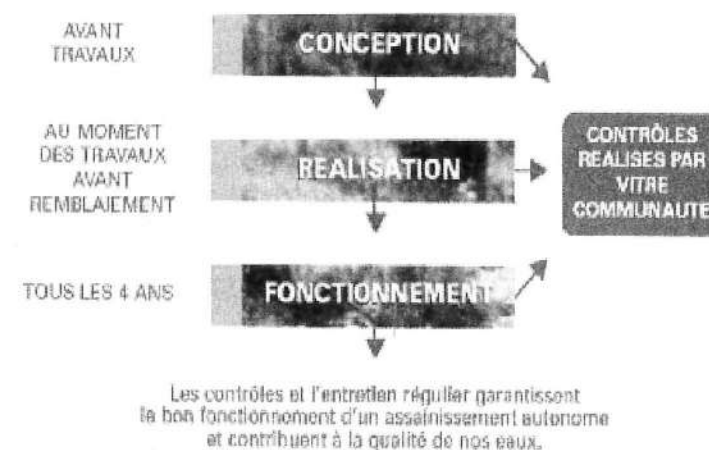 AVANT
TRAVAUX
CONCEPTION
AU MOMENT
DES TRAVAUX
AVANT
REMBLAIEMENT
REALISATION
CONTRÔLES
REALISES PAR
VITRE
COMMUNAUTE
TOUS LES 4 ANS
FONCTIONNEMENT
Les contrôles et l'entretien régulier garantissent
le bon fonctionnement d'un assainissement autonome
et contribuent à la qualité de nos eaux.